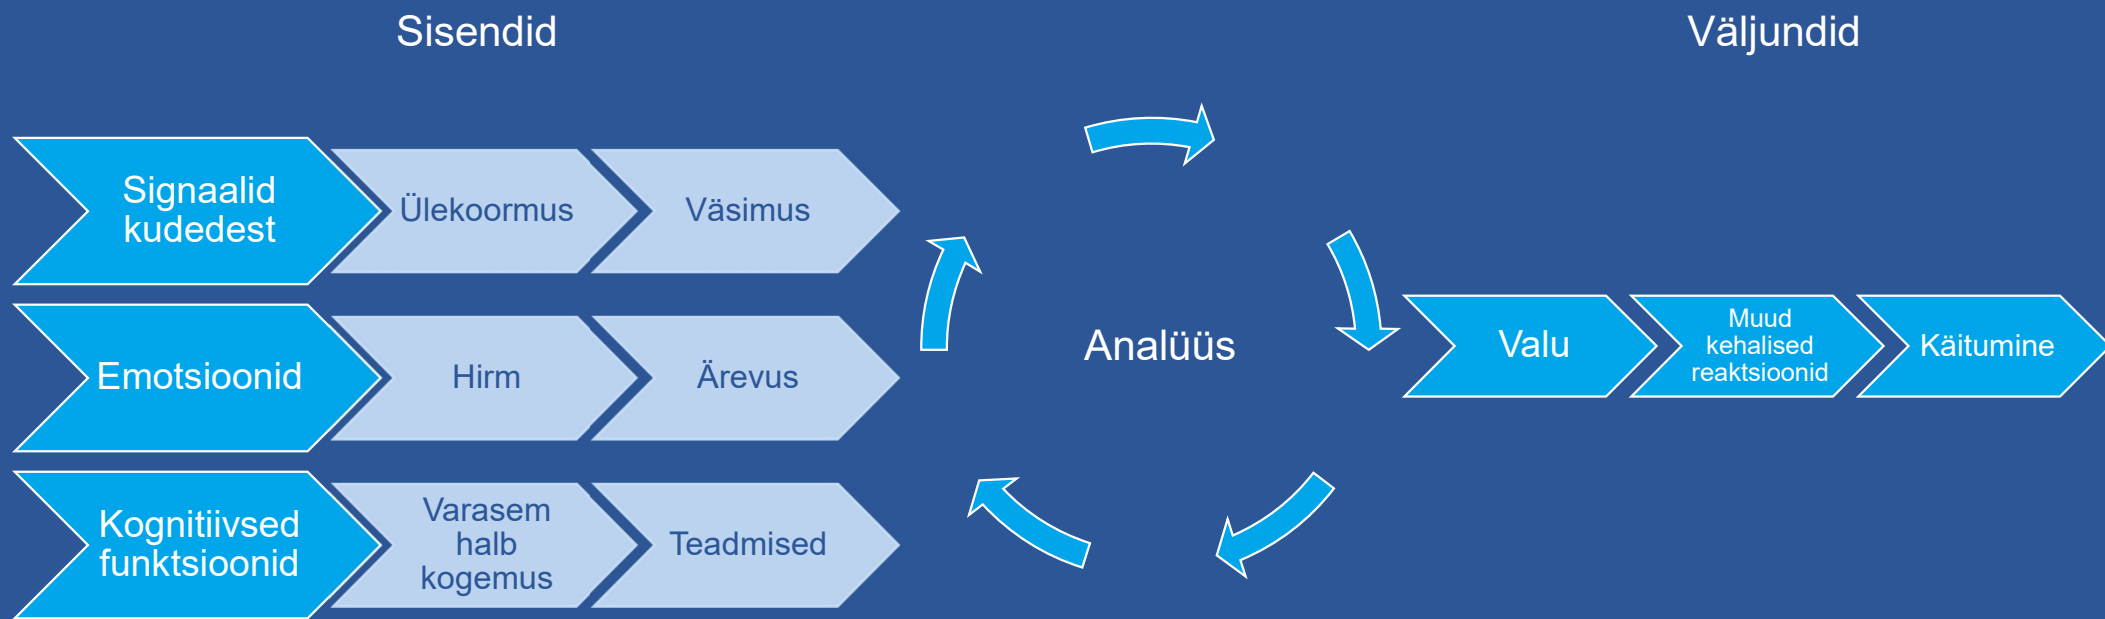 Sisendid
Väljundid
Signaalid
kudedest
Ülekoormus
Väsimus
Emotsioonid
Hirm
Ärevus
Kognitiivsed
funktsioonid
Varasem
halb
kogemus
Teadmised
Analüüs
Valu
Muud
kehalised
reaktsioonid
Käitumine